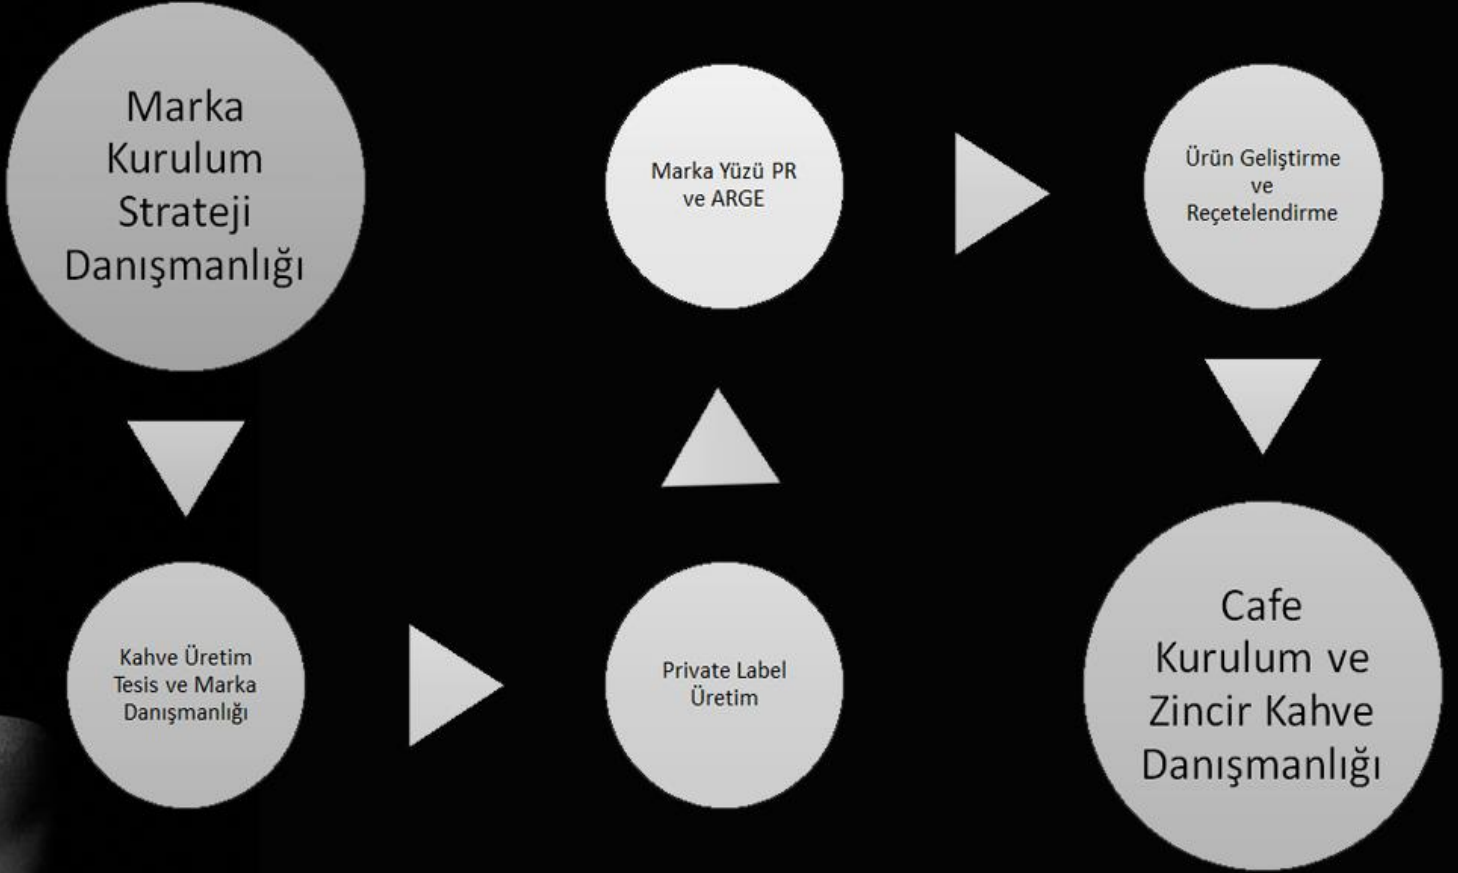 Marka
Kurulum
Strateji
Danışmanlığı
Kahve Üretim
Tesis ve Marka
Danışmanlığı
Private Label
Üretim
Marka Yüzü PR
ve ARGE
Ürün Geliştirme
ve
Reçetelendirme
Cafe
Kurulum ve
Zincir Kahve
Danışmanlığı